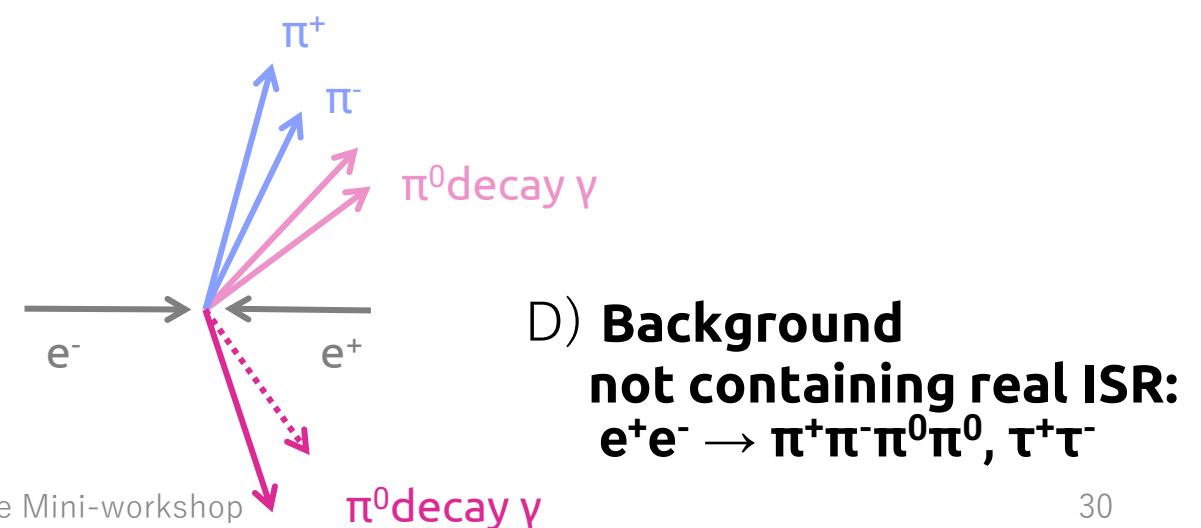 π⁺
π⁻
π⁰decay γ
e⁻
e⁺
D) Background
not containing real ISR:
e⁺e⁻ → π⁺π⁻π⁰π⁰, τ⁺τ⁻
e Mini-workshop
π⁰decay γ
30